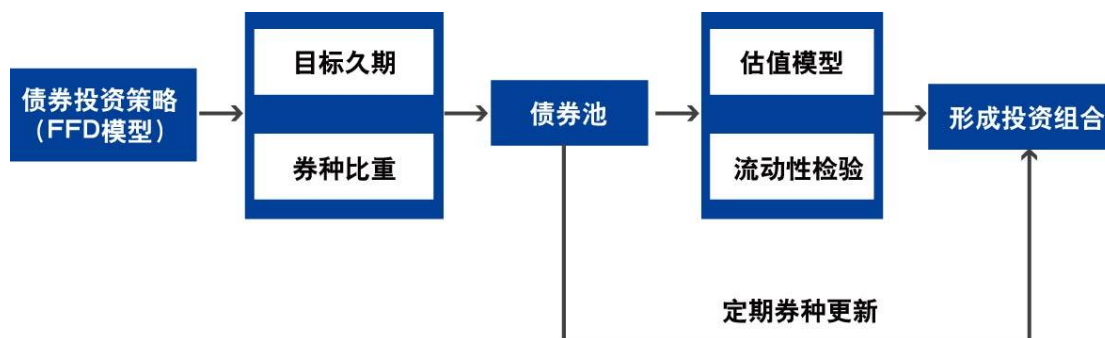 债券投资策略
（FFD模型）
目标久期
券种比重
债券池
估值模型
流动性检验
形成投资组合
定期券种更新